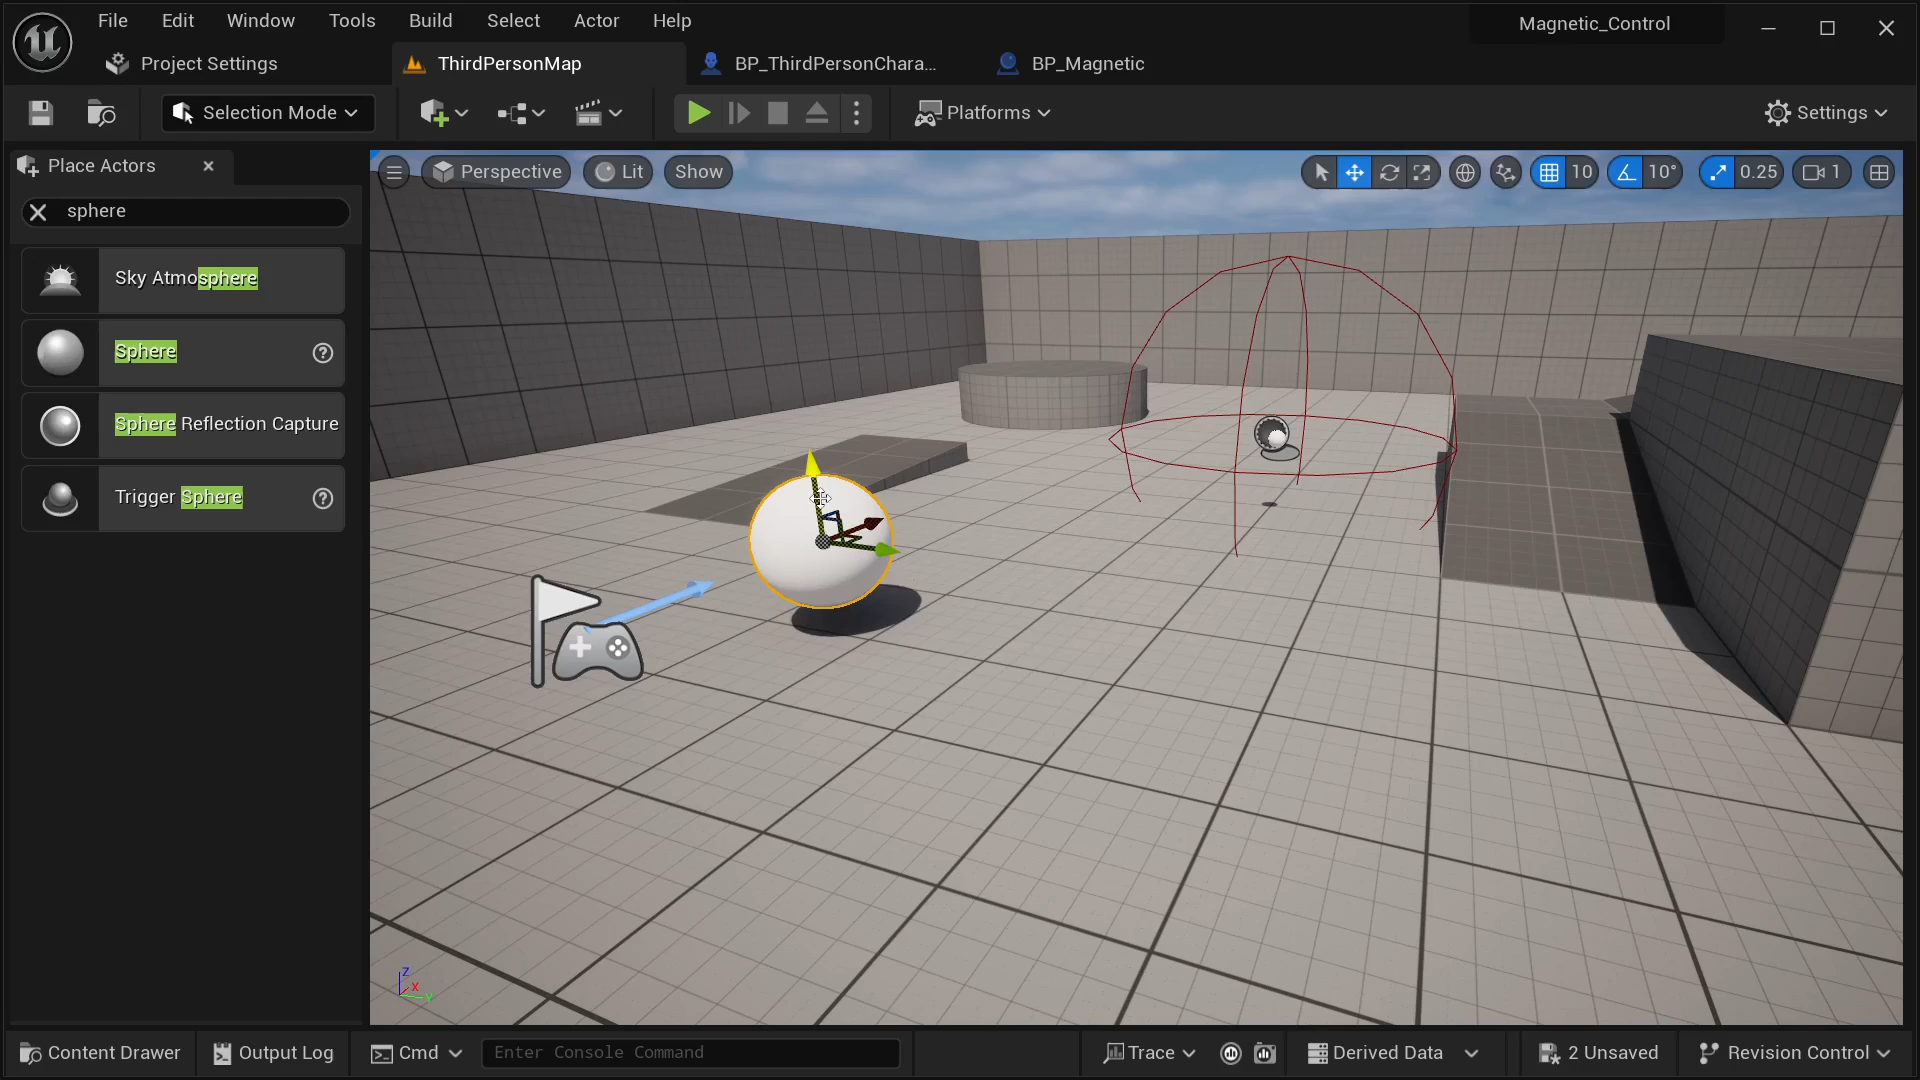 File Edit Window Tools Build Select Actor Help
Magnetic_Control
Project Settings
ThirdPersonMap
BP_ThirdPersonChara...
BP_Magnetic
Selection Mode
Platforms
Settings
Place Actors
Perspective
Lit
Show
10
10°
0.25
1
sphere
Sky Atmosphere
Sphere
Sphere Reflection Capture
Trigger Sphere
Z
X
Y
Content Drawer
Output Log
Cmd
Enter Console Command
Trace
Derived Data
2 Unsaved
Revision Control